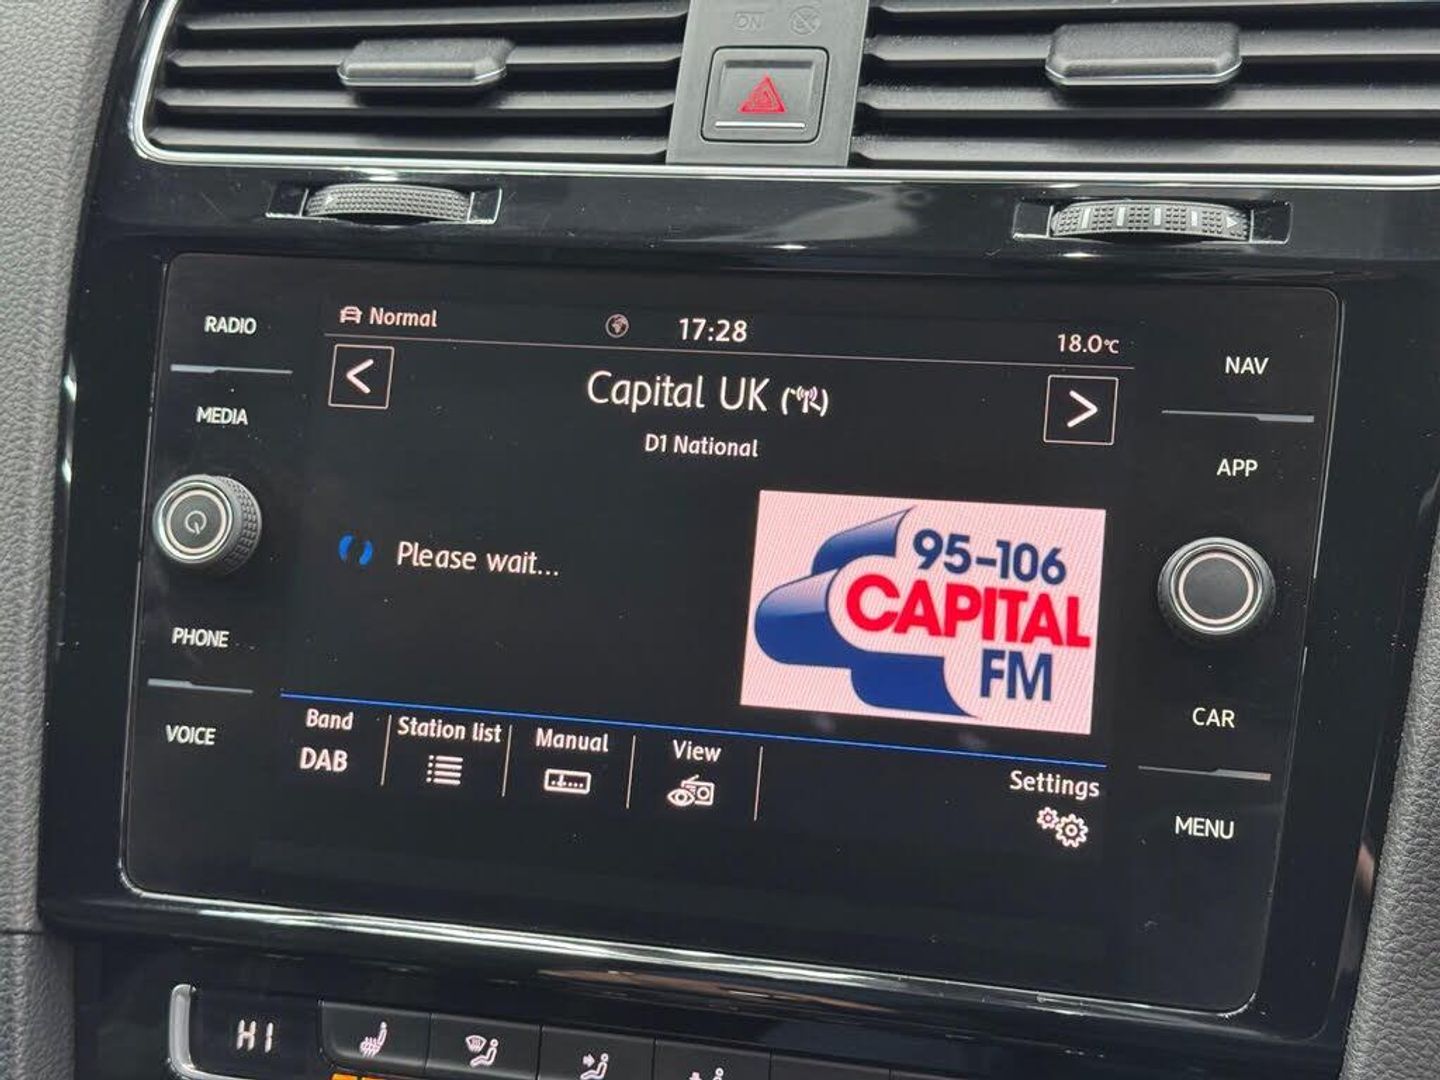 ON
RADIO
MEDIA
PHONE
VOICE
Normal
17:28
18.0℃
<
Capital UK
>
D1 National
Please wait...
95-106
CAPITAL
FM
Band
DAB
Station list
Manual
View
Settings
NAV
APP
CAR
MENU
HI